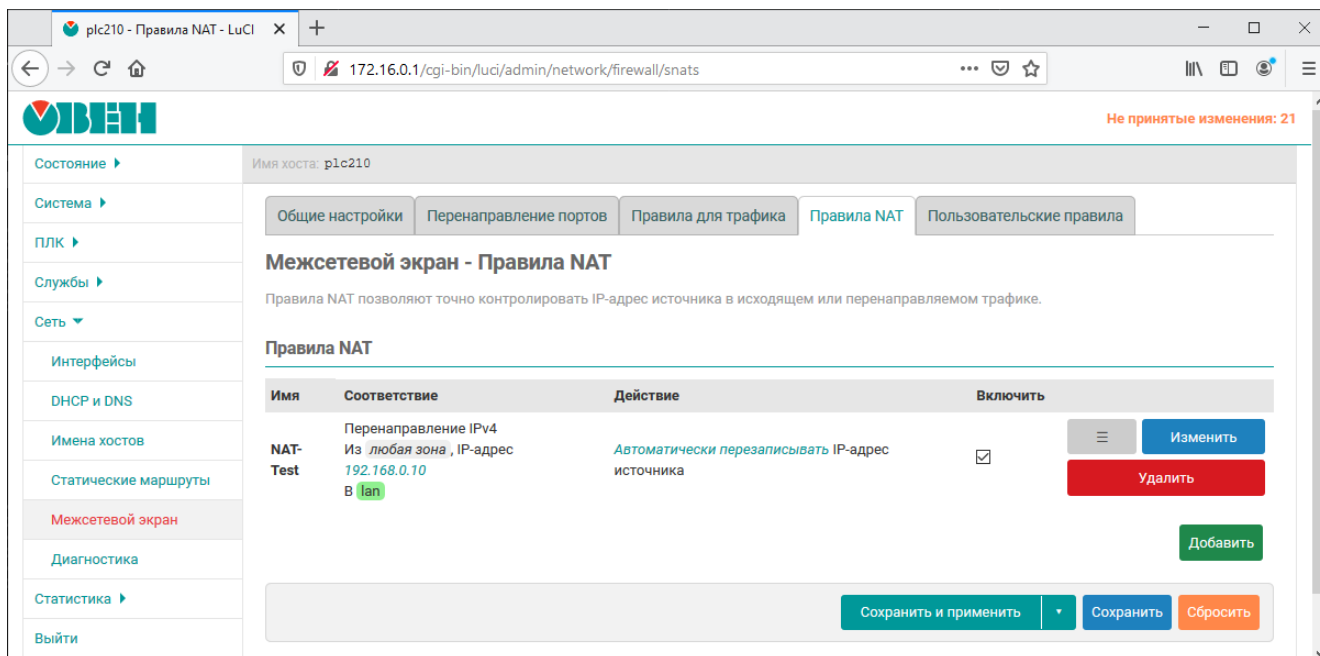 plc210 - Правила NAT - LuCI
172.16.0.1/cgi-bin/luci/admin/network/firewall/snats
ОВЕН
Не принятые изменения: 21
Состояние
Система
ПЛК
Службы
Сеть
Интерфейсы
DHCP и DNS
Имена хостов
Статические маршруты
Межсетевой экран
Диагностика
Статистика
Выйти
Имя хоста: plc210
Общие настройки
Перенаправление портов
Правила для трафика
Правила NAT
Пользовательские правила
Межсетевой экран - Правила NAT
Правила NAT позволяют точно контролировать IP-адрес источника в исходящем или перенаправляемом трафике.
Правила NAT
Имя Соответствие Действие Включить
NAT-
Test
Перенаправление IPv4
Из любая зона , IP-адрес
192.168.0.10
В lan
Автоматически перезаписывать IP-адрес
источника
Изменить
Удалить
Добавить
Сохранить и применить
Сохранить
Сбросить